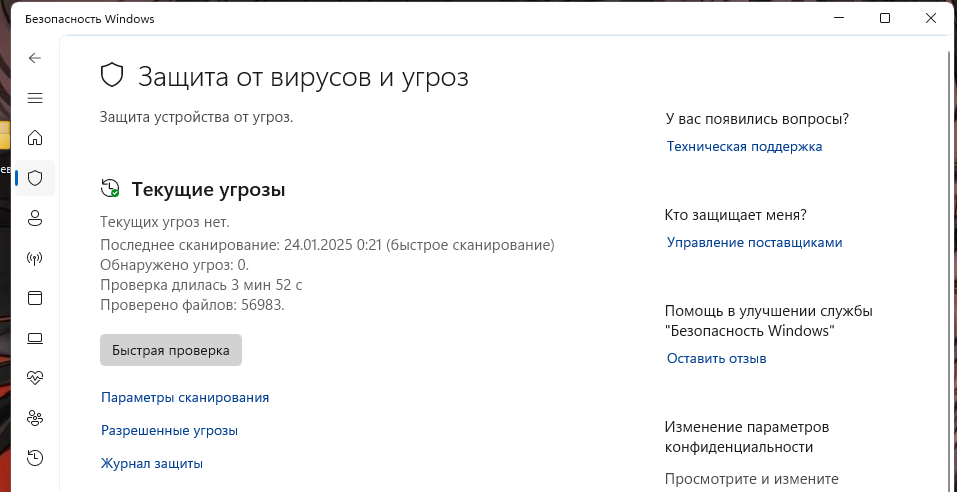 Безопасность Windows
Защита от вирусов и угроз
Защита устройства от угроз.
Текущие угрозы
Текущих угроз нет.
Последнее сканирование: 24.01.2025 0:21 (быстрое сканирование)
Обнаружено угроз: 0.
Проверка длилась 3 мин 52 с
Проверено файлов: 56983.
Быстрая проверка
Параметры сканирования
Разрешенные угрозы
Журнал защиты
У вас появились вопросы?
Техническая поддержка
Кто защищает меня?
Управление поставщиками
Помощь в улучшении службы
"Безопасность Windows"
Оставить отзыв
Изменение параметров
конфиденциальности
Просмотрите и измените